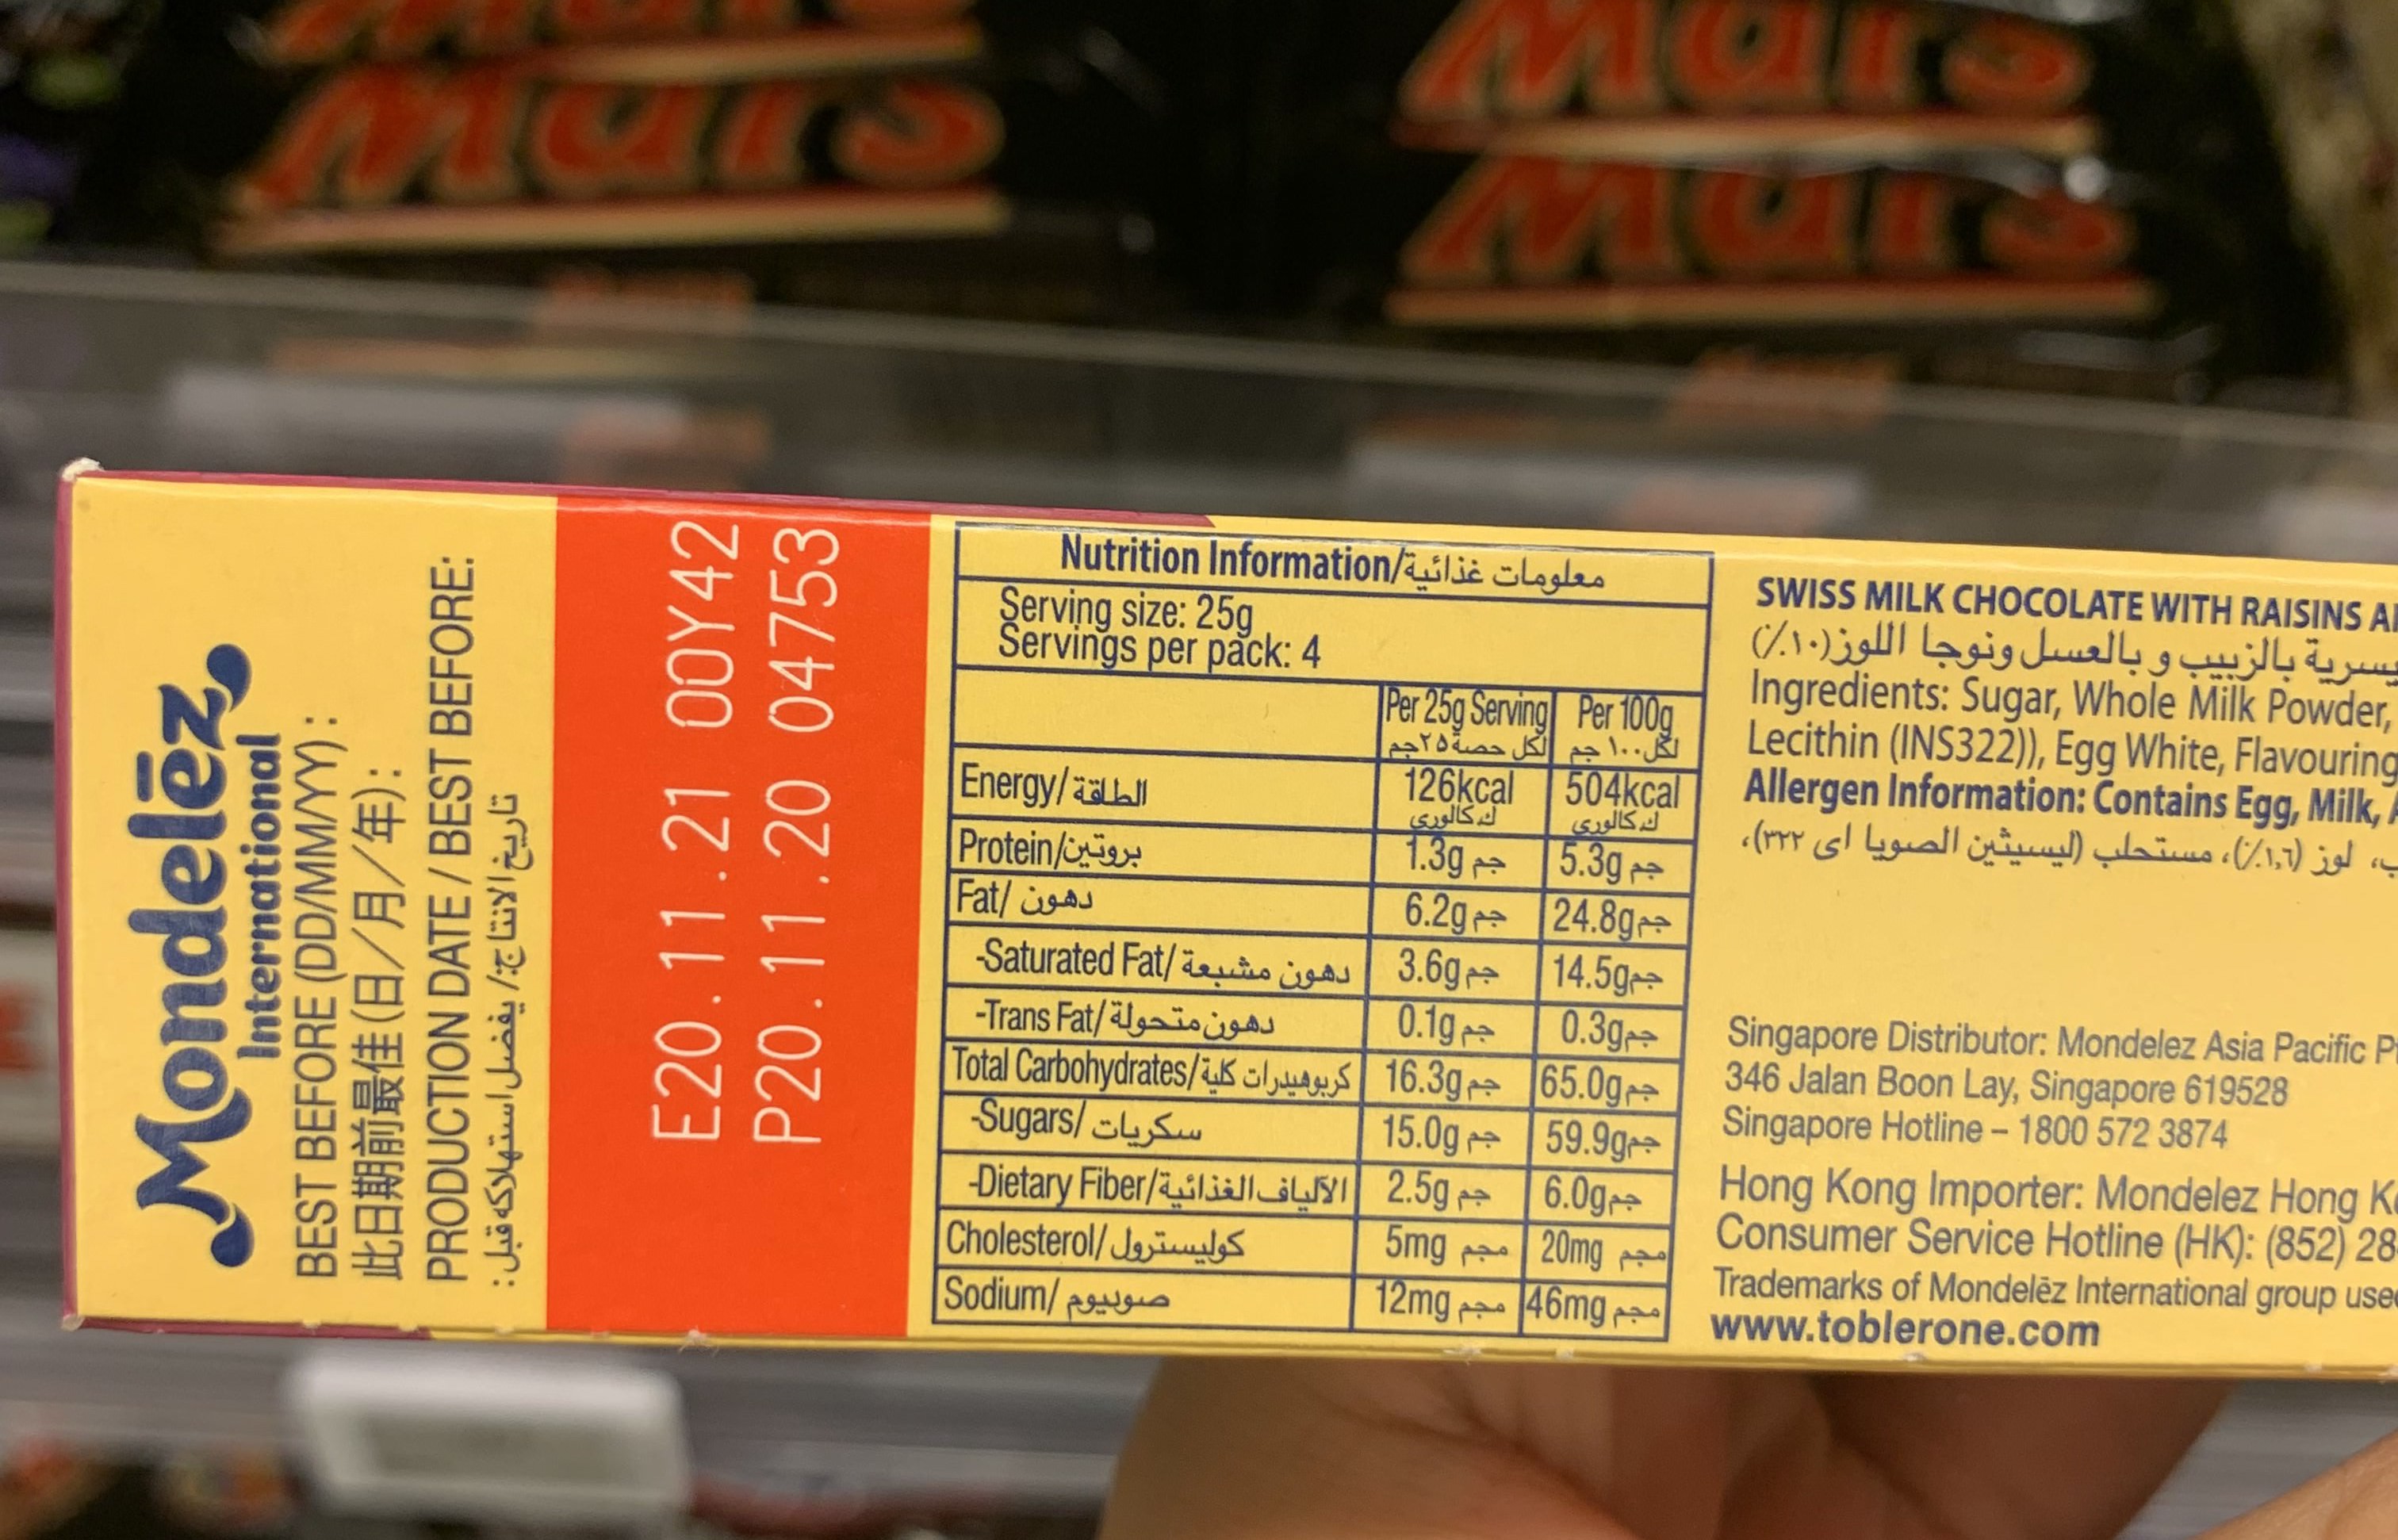 Mars
Mars
Mars
Mars
Mondelēz,
International
BEST BEFORE (DD/MM/YY) :
此日期前最佳(日/月/年) :
PRODUCTION DATE / BEST BEFORE:
تاريخ الانتاج:/ يفضل استهلاكه قبل:
E20.11.21 00Y42
P20.11.20 04753
Nutrition Information/معلومات غذائية
Serving size: 25g
Servings per pack: 4
Per 25g Serving Per 100g
لكل حصة ٢٥جم لكل ١٠٠ جم
Energy/الطاقة 126kcal 504kcal
ك كالورى ك كالورى
Protein/بروتين 1.3g جم 5.3g جم
Fat/ دهون 6.2g جم 24.8g جم
-Saturated Fat/ دهون مشبعة 3.6g جم 14.5g جم
-Trans Fat/ دهون متحولة 0.1g جم 0.3g جم
Total Carbohydrates/كربوهيدرات كلية 16.3g جم 65.0g جم
-Sugars/ سكريات 15.0g جم 59.9g جم
-Dietary Fiber/الألياف الغذائية 2.5g جم 6.0g جم
Cholesterol/كوليسترول 5mg مجم 20mg مجم
Sodium/ صوديوم 12mg مجم 46mg مجم
SWISS MILK CHOCOLATE WITH RAISINS
بالزبيب و بالعسل ونوجا اللوز(١٠٪)
Ingredients: Sugar, Whole Milk Powder,
Lecithin (INS322)), Egg White, Flavouring
Allergen Information: Contains Egg, Milk,
لوز (١,٦٪)، مستحلب (ليسيثين الصويا اى ٣٢٢)،
Singapore Distributor: Mondelez Asia Pacific
346 Jalan Boon Lay, Singapore 619528
Singapore Hotline – 1800 572 3874
Hong Kong Importer: Mondelez Hong
Consumer Service Hotline (HK): (852) 28
Trademarks of Mondelēz International group
www.toblerone.com